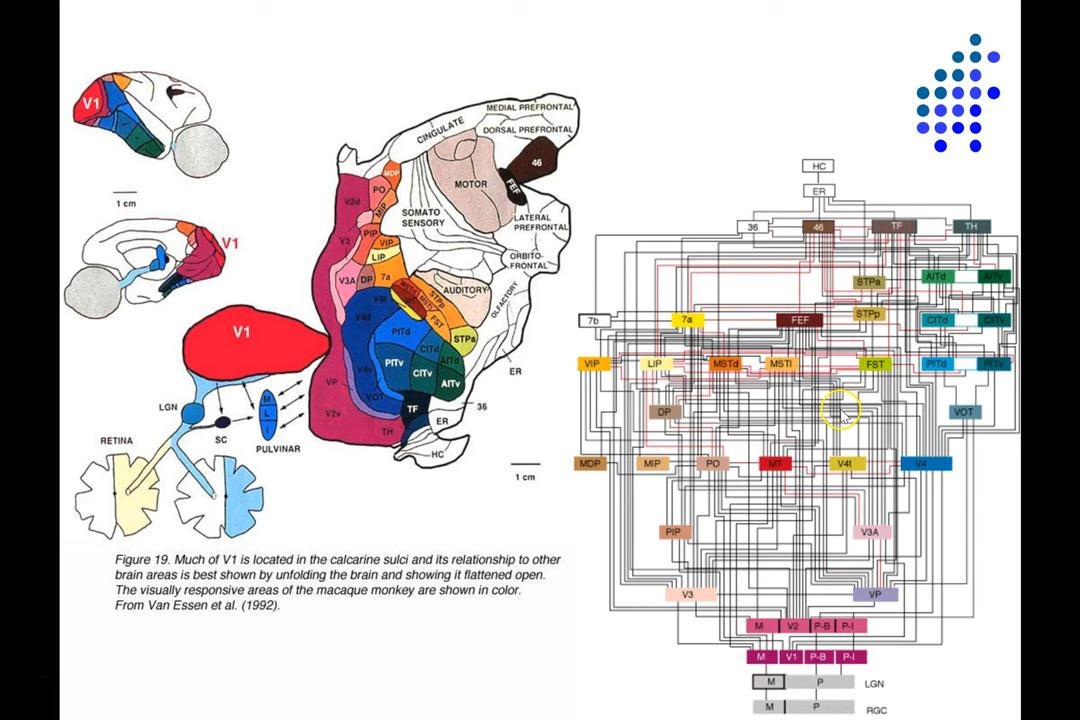 V1
1 cm
V1
V1
LGN
SC
M
L
I
PULVINAR
RETINA
MEDIAL PREFRONTAL
DORSAL PREFRONTAL
CINGULATE
46
FEF
MOTOR
LATERAL
PREFRONTAL
ORBITO-
FRONTAL
SOMATO
SENSORY
MDP
PO
MIP
V2d
V3
PIP
VIP
LIP
V3A
DP
7a
AUDITORY
OLFACTORY
MSTd
MSTl
STPp
FST
STPa
V4t
V4d
PITd
CITd
AITd
PITv
CITv
AITv
V4v
VP
VOT
V2v
TF
TH
ER
36
ER
HC
1 cm
Figure 19. Much of V1 is located in the calcarine sulci and its relationship to other
brain areas is best shown by unfolding the brain and showing it flattened open.
The visually responsive areas of the macaque monkey are shown in color.
From Van Essen et al. (1992).
HC
ER
36 46 TF TH
STPa AITd AITv
7b 7a FEF STPp CITd CITv
VIP LIP MSTd MSTl FST PITd PITv
DP VOT
MDP MIP PO MT V4t V4
PIP V3A
V3 VP
M V2 P-B P-I
M V1 P-B P-I
M P LGN
M P RGC